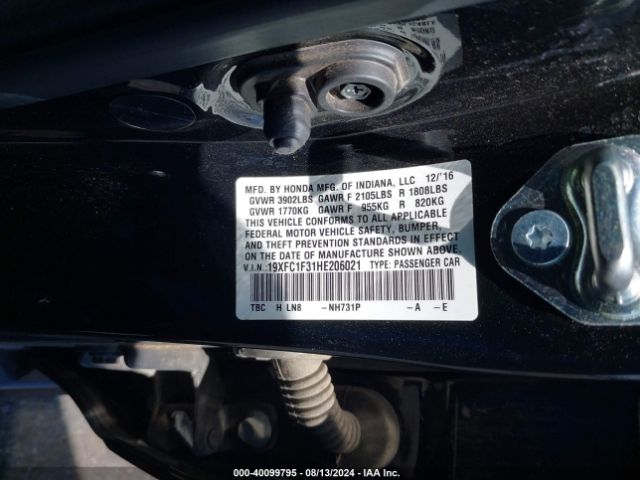 MFD. BY HONDA MFG. OF INDIANA, LLC 12/'16
GVWR 3902LBS GAWR F 2105LBS R 1808LBS
GVWR 1770KG GAWR F 955KG R 820KG
THIS VEHICLE CONFORMS TO ALL APPLICABLE
FEDERAL MOTOR VEHICLE SAFETY, BUMPER,
AND THEFT PREVENTION STANDARDS IN EFFECT
ON THE DATE OF MANUFACTURE SHOWN ABOVE.
V.I.N.: 19XFC1F31HE206021 TYPE: PASSENGER CAR
TBC H LN8 -NH731P -A -E
000-40099795 - 08/13/2024 - IAA Inc.